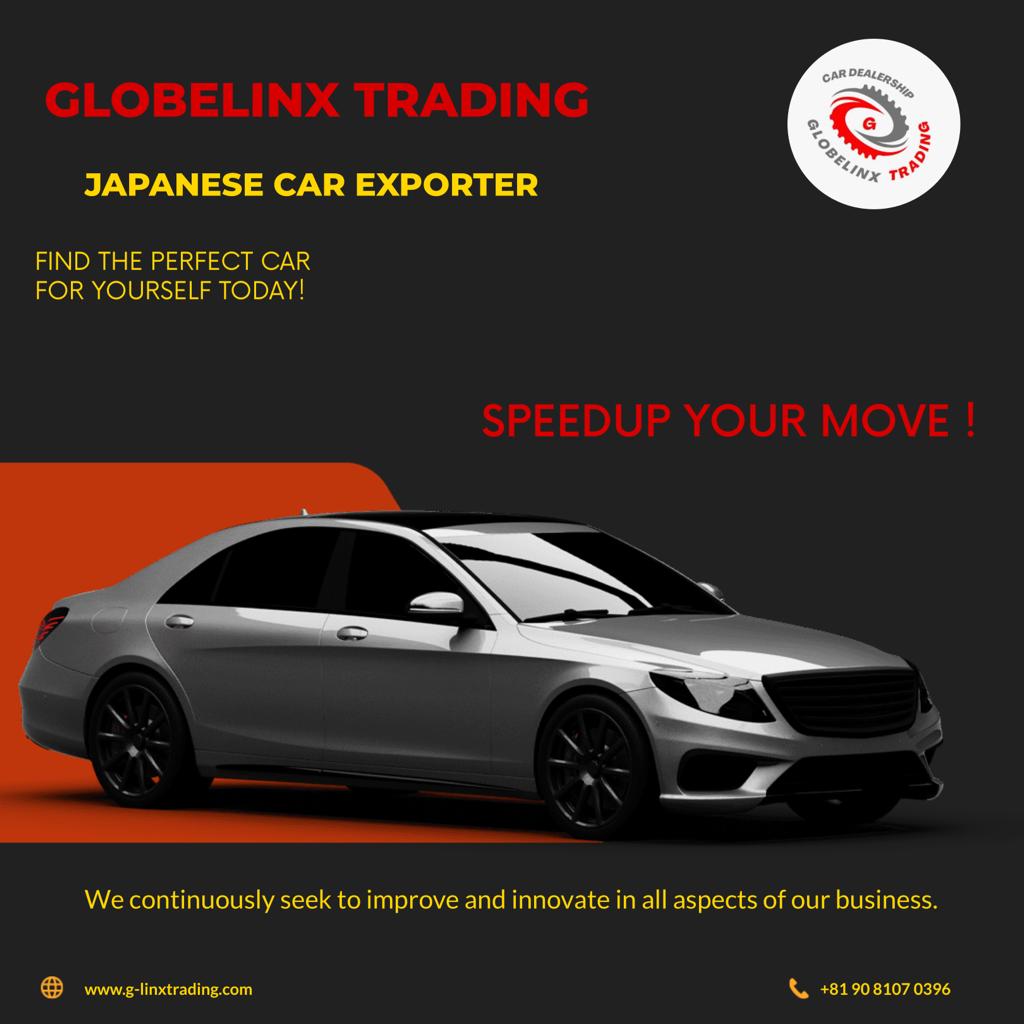 GLOBELINX TRADING
CAR DEALERSHIP
G
GLOBELINX TRADING
JAPANESE CAR EXPORTER
FIND THE PERFECT CAR
FOR YOURSELF TODAY!
SPEEDUP YOUR MOVE !
We continuously seek to improve and innovate in all aspects of our business.
www.g-linxtrading.com
+81 90 8107 0396